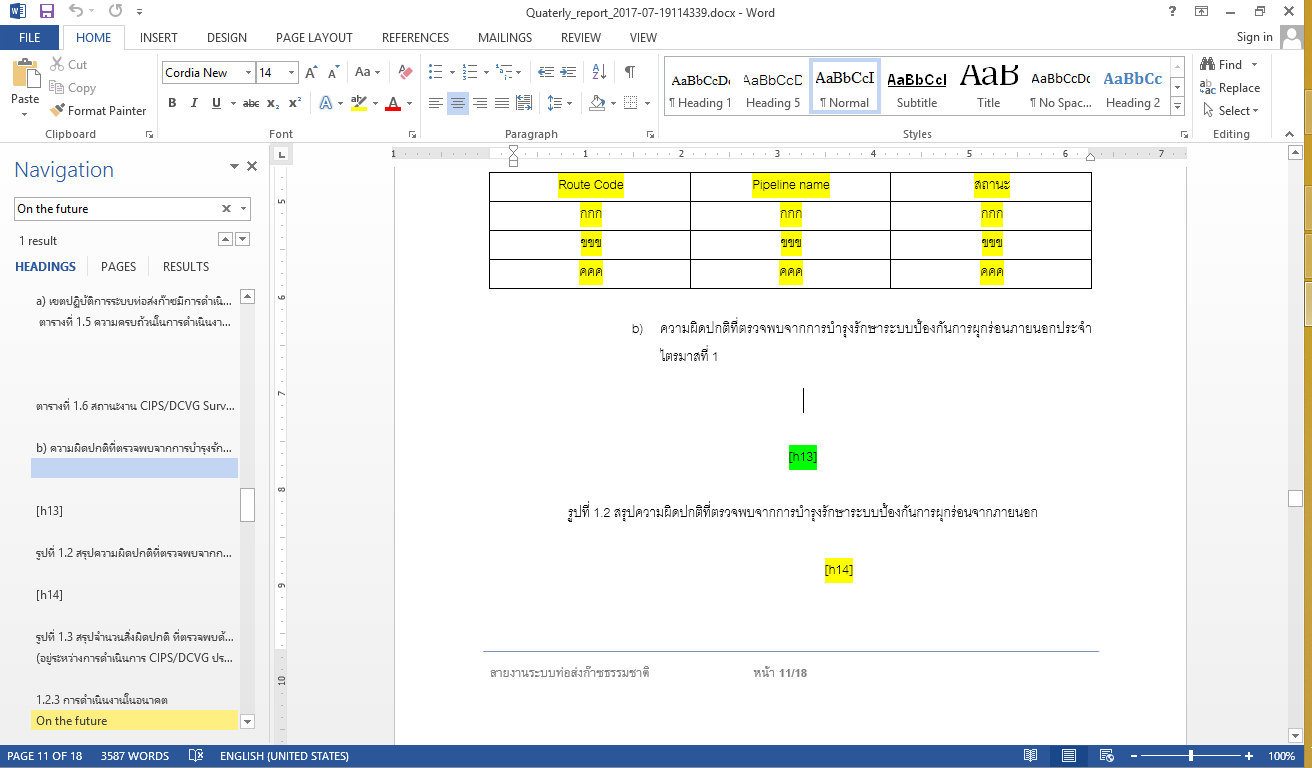 Quaterly_report_2017-07-19114339.docx - Word
FILE HOME INSERT DESIGN PAGE LAYOUT REFERENCES MAILINGS REVIEW VIEW Sign in
Paste
Cut
Copy
Format Painter
Clipboard
Cordia New 14
Font
Paragraph
AaBbCcDc AaBbCcD AaBbCcI AaBbCcI AaB AaBbCcDc AaBbCc
¶ Heading 1 Heading 5 ¶ Normal Subtitle Title ¶ No Spac... Heading 2
Styles
Find
Replace
Select
Editing
Navigation
On the future
1 result
HEADINGS PAGES RESULTS
a) เขตปฏิบัติการระบบท่อส่งก๊าซมีการดำเนิ...
ตารางที่ 1.5 ความครบถ้วนในการดำเนินงา...
ตารางที่ 1.6 สถานะงาน CIPS/DCVG Surv...
b) ความผิดปกติที่ตรวจพบจากการบำรุงรัก...
[h13]
รูปที่ 1.2 สรุปความผิดปกติที่ตรวจพบจากก...
[h14]
รูปที่ 1.3 สรุปจำนวนสิ่งผิดปกติ ที่ตรวจพบด้...
(อยู่ระหว่างการดำเนินการ CIPS/DCVG ปร...
1.2.3 การดำเนินงานในอนาคต
On the future
1 1 2 3 4 5 6 7
5
6
7
8
9
10
Route Code Pipeline name สถานะ
กกก กกก กกก
ขขข ขขข ขขข
คคค คคค คคค
b) ความผิดปกติที่ตรวจพบจากการบำรุงรักษาระบบป้องกันการผุกร่อนภายนอกประจำ
ไตรมาสที่ 1
[h13]
รูปที่ 1.2 สรุปความผิดปกติที่ตรวจพบจากการบำรุงรักษาระบบป้องกันการผุกร่อนจากภายนอก
[h14]
สายงานระบบท่อส่งก๊าซธรรมชาติ หน้า 11/18
PAGE 11 OF 18 3587 WORDS ENGLISH (UNITED STATES) 100%